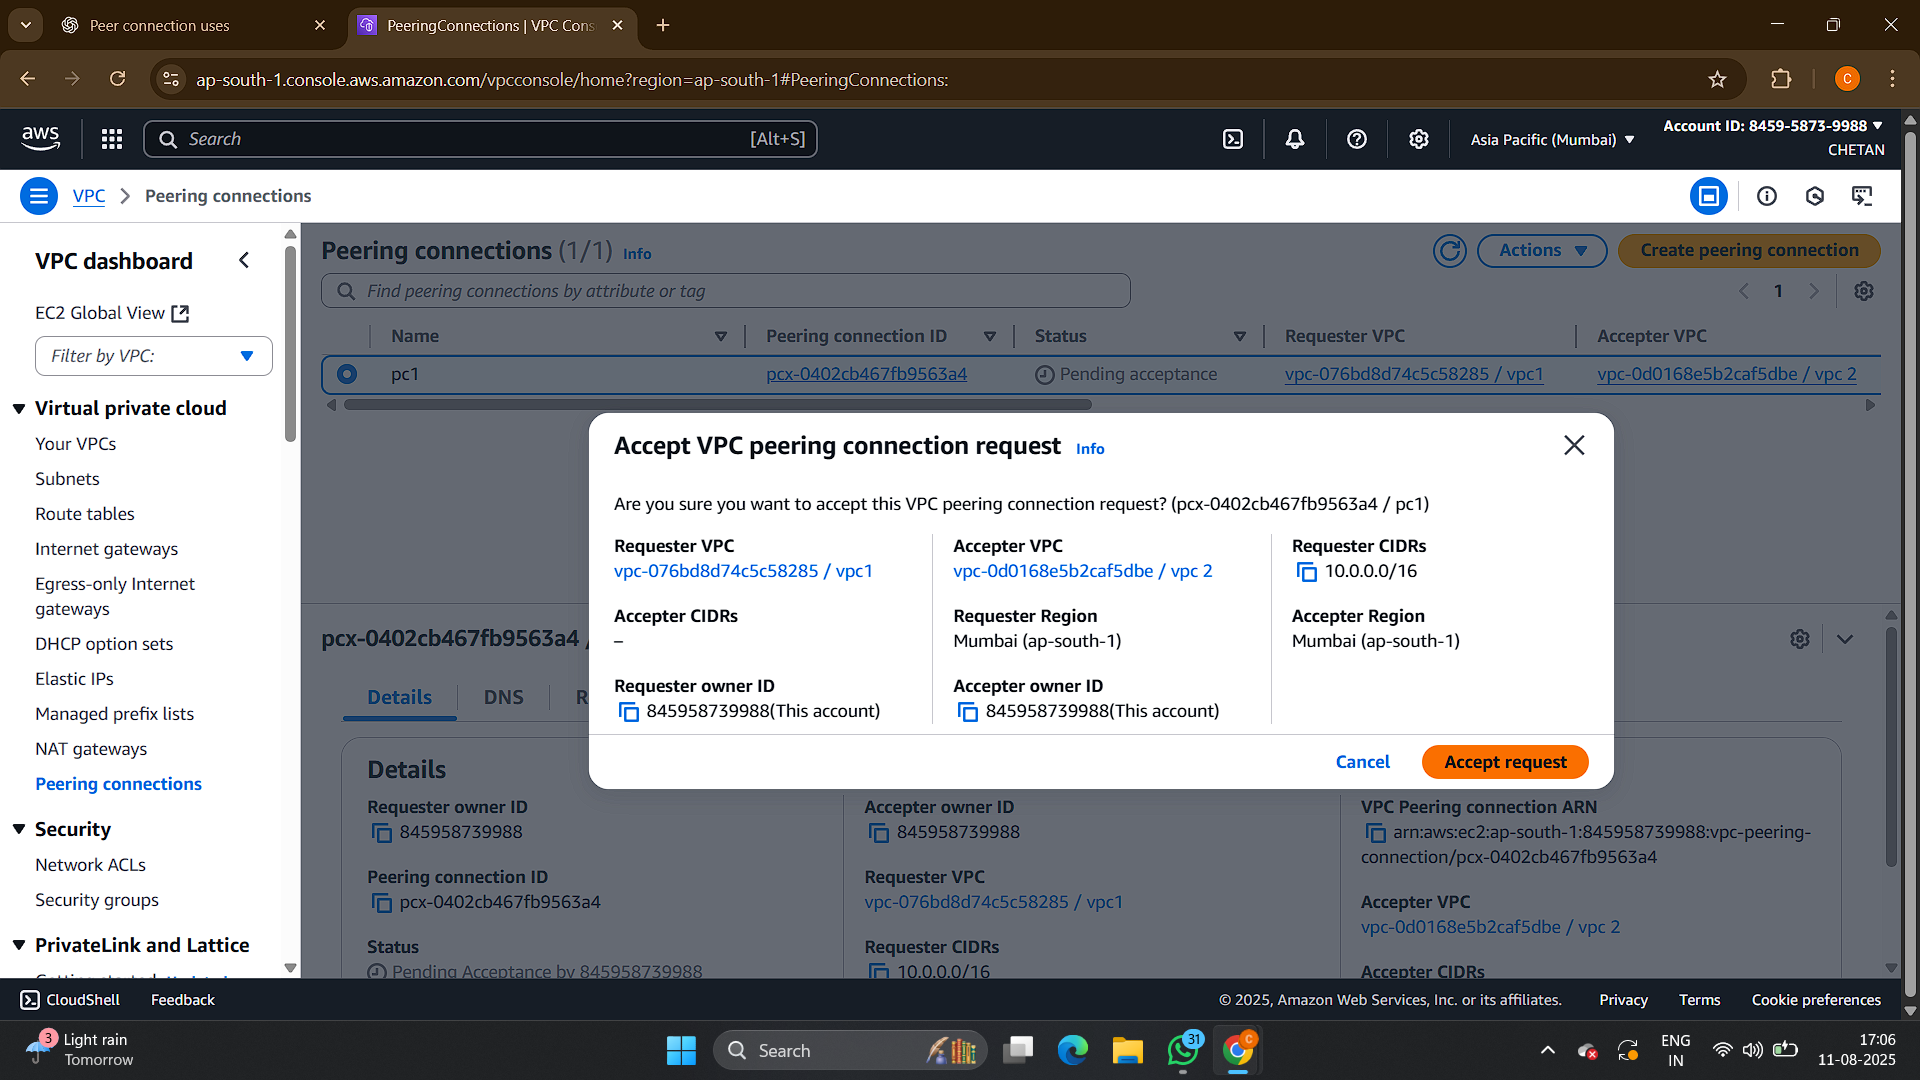 Peer connection uses
PeeringConnections | VPC Cons
ap-south-1.console.aws.amazon.com/vpcconsole/home?region=ap-south-1#PeeringConnections:
C
aws
Search
[Alt+S]
Asia Pacific (Mumbai)
Account ID: 8459-5873-9988
CHETAN
VPC
Peering connections
VPC dashboard
EC2 Global View
Filter by VPC:
Virtual private cloud
Your VPCs
Subnets
Route tables
Internet gateways
Egress-only Internet
gateways
DHCP option sets
Elastic IPs
Managed prefix lists
NAT gateways
Peering connections
Security
Network ACLs
Security groups
PrivateLink and Lattice
Peering connections (1/1) Info
Actions
Create peering connection
Find peering connections by attribute or tag
1
Name
Peering connection ID
Status
Requester VPC
Accepter VPC
pc1
pcx-0402cb467fb9563a4
Pending acceptance
vpc-076bd8d74c5c58285 / vpc1
vpc-0d0168e5b2caf5dbe / vpc 2
Accept VPC peering connection request Info
Are you sure you want to accept this VPC peering connection request? (pcx-0402cb467fb9563a4 / pc1)
Requester VPC
vpc-076bd8d74c5c58285 / vpc1
Accepter VPC
vpc-0d0168e5b2caf5dbe / vpc 2
Requester CIDRs
10.0.0.0/16
Accepter CIDRs
–
Requester Region
Mumbai (ap-south-1)
Accepter Region
Mumbai (ap-south-1)
Requester owner ID
845958739988(This account)
Accepter owner ID
845958739988(This account)
Cancel
Accept request
pcx-0402cb467fb9563a4 /
Details
DNS
R
Details
Requester owner ID
845958739988
Accepter owner ID
845958739988
VPC Peering connection ARN
arn:aws:ec2:ap-south-1:845958739988:vpc-peering-
connection/pcx-0402cb467fb9563a4
Peering connection ID
pcx-0402cb467fb9563a4
Requester VPC
vpc-076bd8d74c5c58285 / vpc1
Accepter VPC
vpc-0d0168e5b2caf5dbe / vpc 2
Status
Pending Acceptance by 845958739988
Requester CIDRs
10.0.0.0/16
Accepter CIDRs
CloudShell
Feedback
© 2025, Amazon Web Services, Inc. or its affiliates.
Privacy
Terms
Cookie preferences
3
Light rain
Tomorrow
Search
31
C
ENG
IN
17:06
11-08-2025